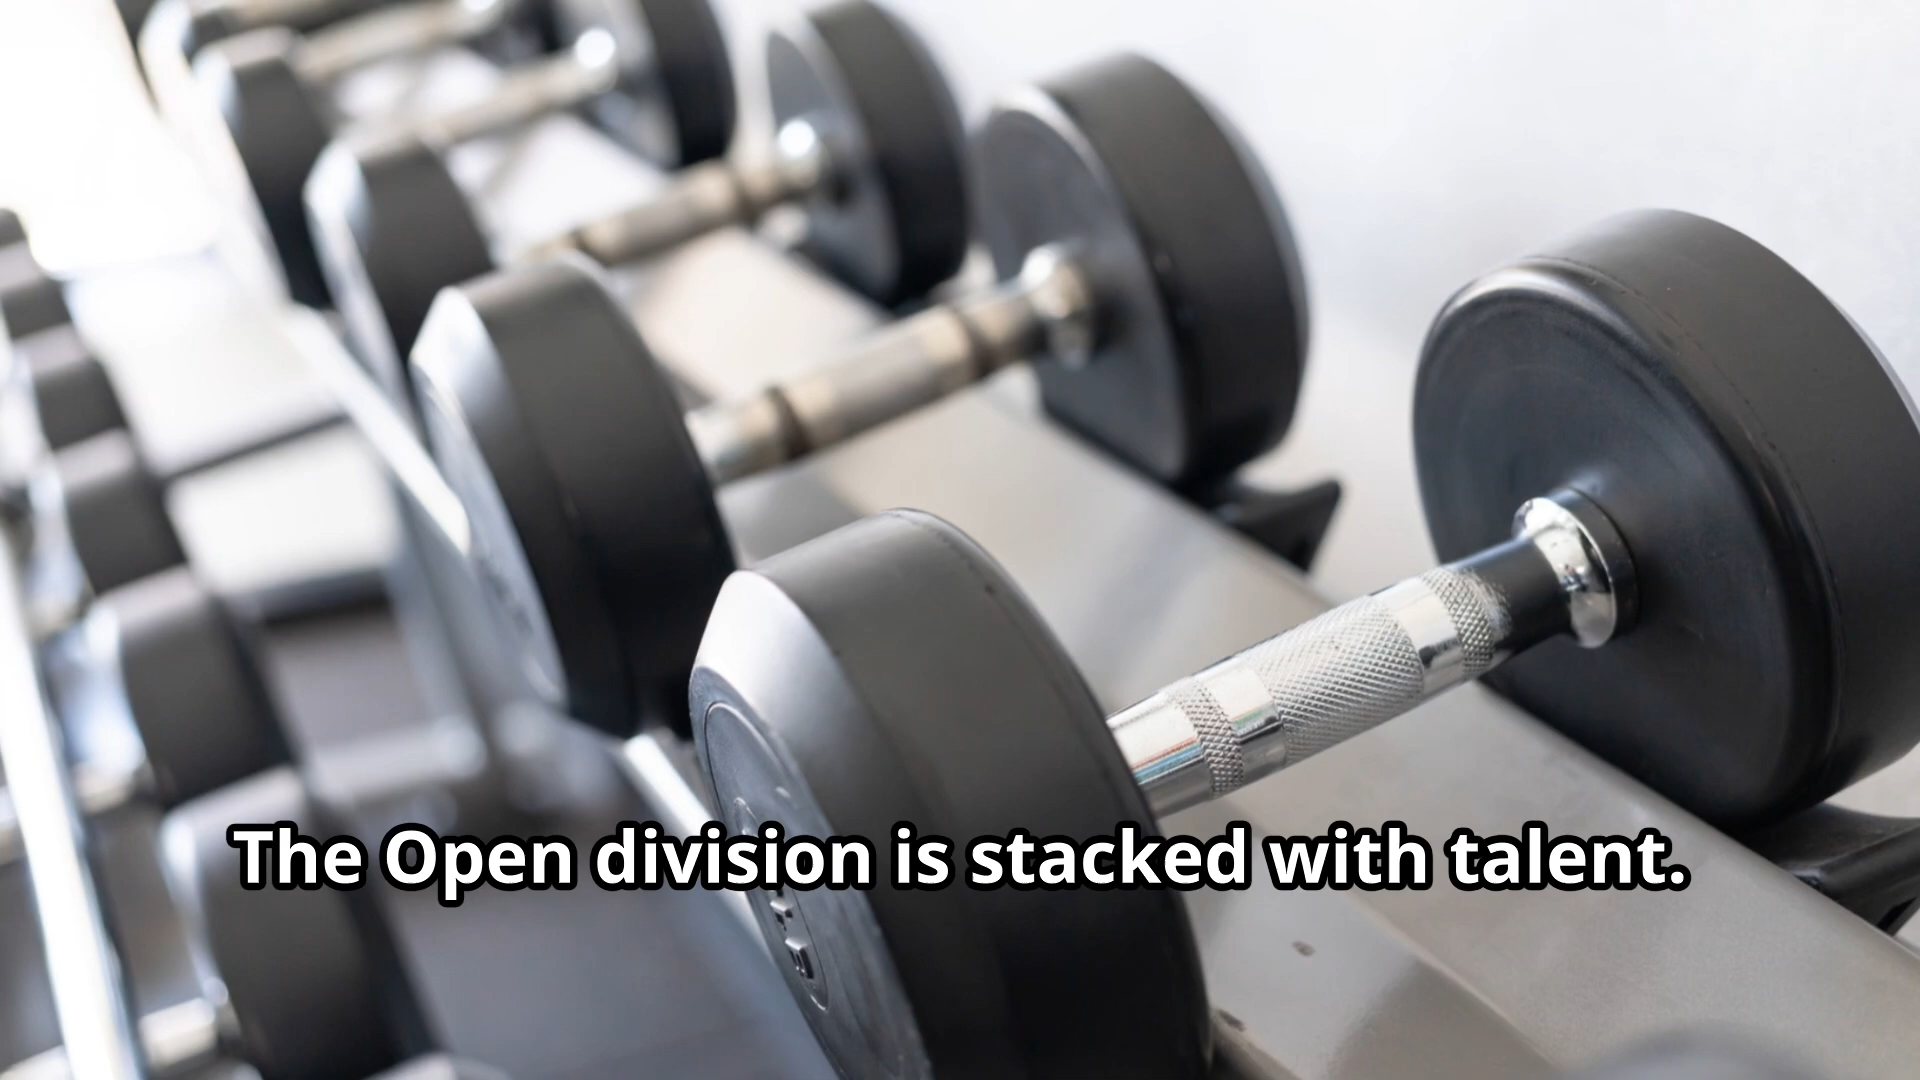 The Open division is stacked with talent.